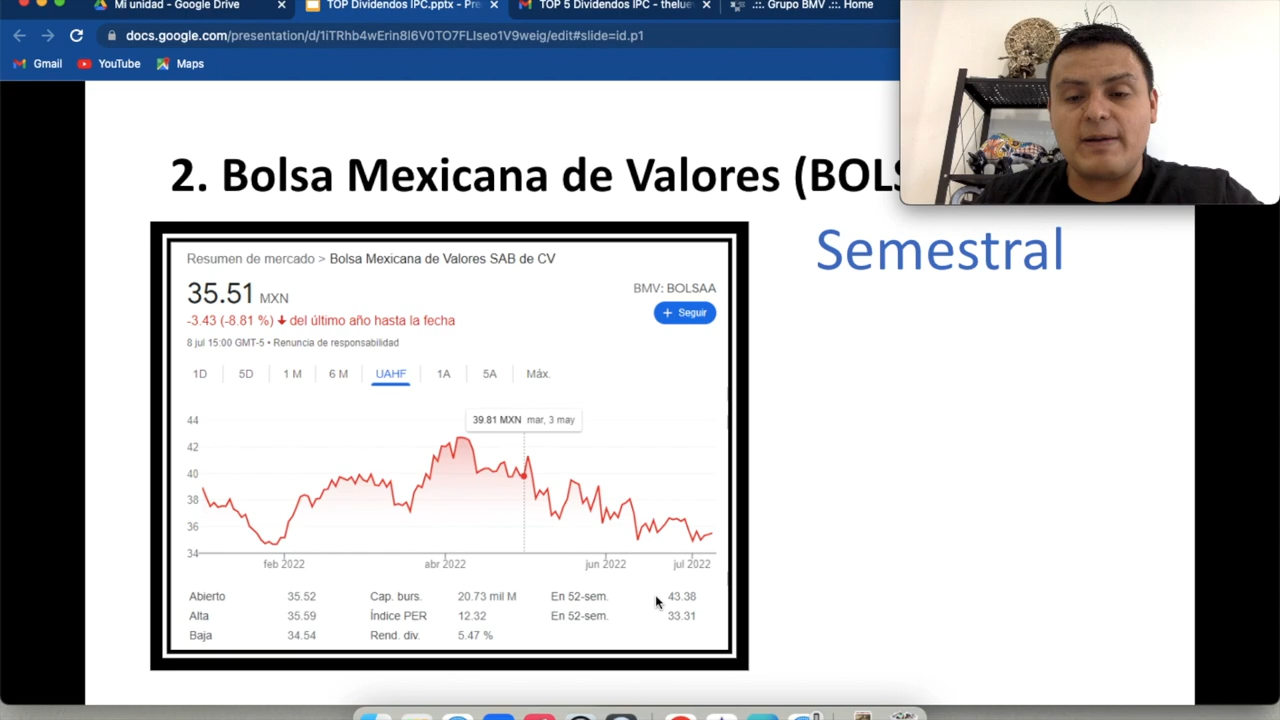 Mi unidad - Google Drive
TOP Dividendos IPC.pptx - Pre
TOP 5 Dividendos IPC - thelue
.::. Grupo BMV .::. Home
docs.google.com/presentation/d/1iTRhb4wErin8I6V0TO7FLIseo1V9weig/edit#slide=id.p1
Gmail YouTube Maps
2. Bolsa Mexicana de Valores (BOLS
Semestral
Resumen de mercado > Bolsa Mexicana de Valores SAB de CV
35.51 MXN
BMV: BOLSAA
-3.43 (-8.81 %) ↓ del último año hasta la fecha
+ Seguir
8 jul 15:00 GMT-5 • Renuncia de responsabilidad
1D 5D 1 M 6 M UAHF 1A 5A Máx.
39.81 MXN mar, 3 may
44
42
40
38
36
34
feb 2022 abr 2022 jun 2022 jul 2022
Abierto 35.52 Cap. burs. 20.73 mil M En 52-sem. 43.38
Alta 35.59 Índice PER 12.32 En 52-sem. 33.31
Baja 34.54 Rend. div. 5.47 %